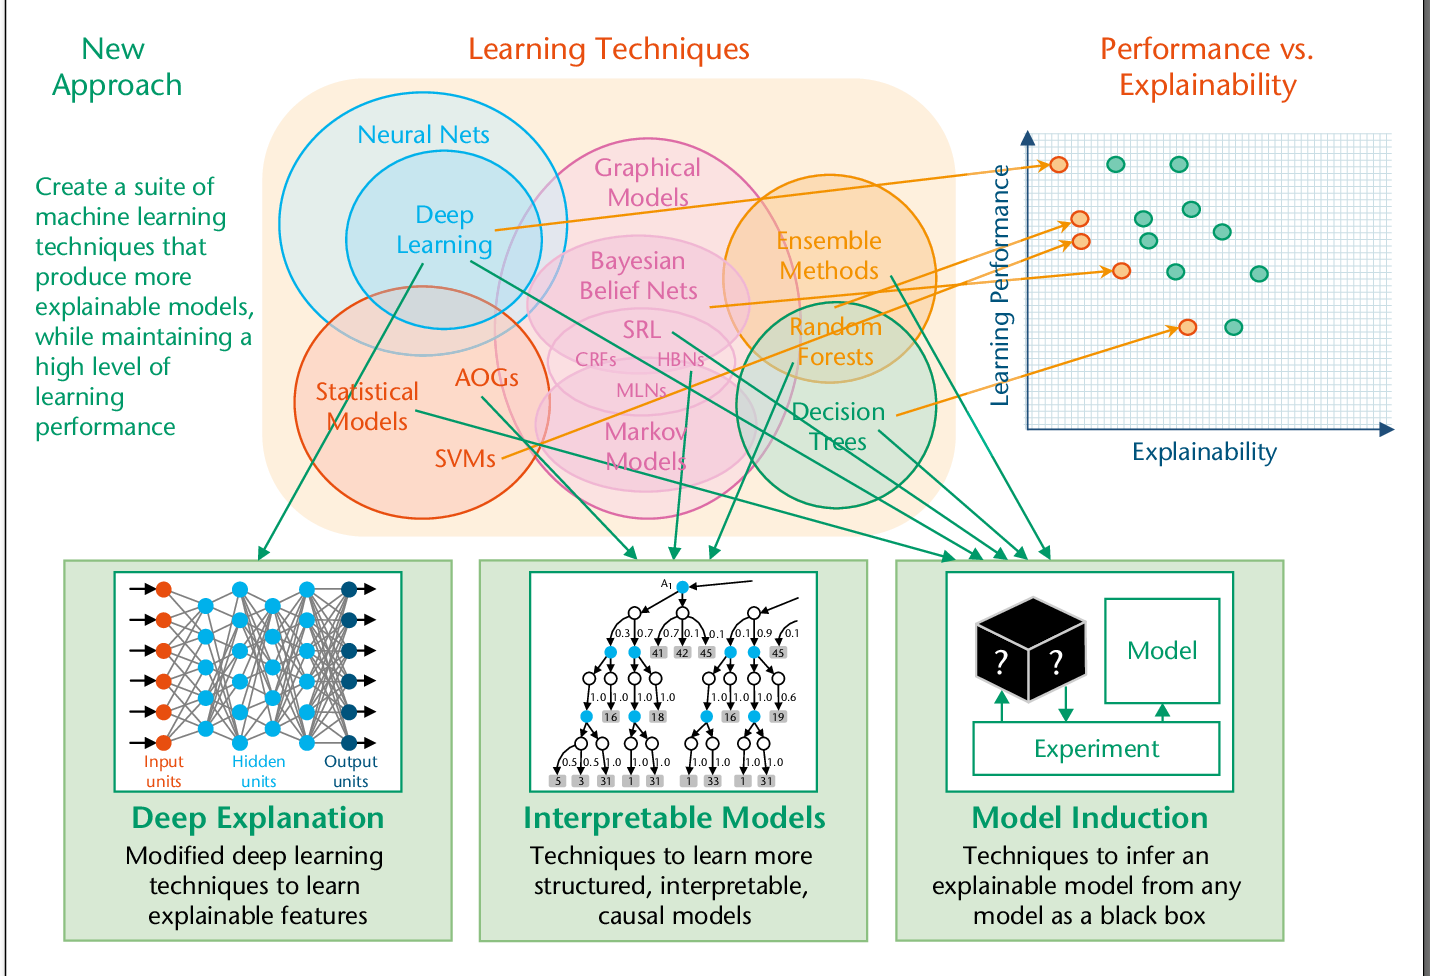 New
Approach
Learning Techniques
Performance vs.
Explainability
Create a suite of
machine learning
techniques that
produce more
explainable models,
while maintaining a
high level of
learning
performance
Neural Nets
Deep
Learning
Graphical
Models
Bayesian
Belief Nets
SRL
CRFs
HBNs
MLNs
Markov
Models
Ensemble
Methods
Random
Forests
Decision
Trees
Statistical
Models
AOGs
SVMs
Learning Performance
Explainability
Input
units
Hidden
units
Output
units
Deep Explanation
Modified deep learning
techniques to learn
explainable features
A1
0.3 0.7 0.7 0.1 0.1 0.1 0.9 0.1
41 42 45 45
1.0 1.0 1.0 1.0 1.0 1.0 1.0 0.6
16 18 16 19
0.5 0.5 1.0 1.0 1.0 1.0 1.0 1.0 1.0
5 3 31 1 31 1 33 1 31
Interpretable Models
Techniques to learn more
structured, interpretable,
causal models
? ?
Model
Experiment
Model Induction
Techniques to infer an
explainable model from any
model as a black box